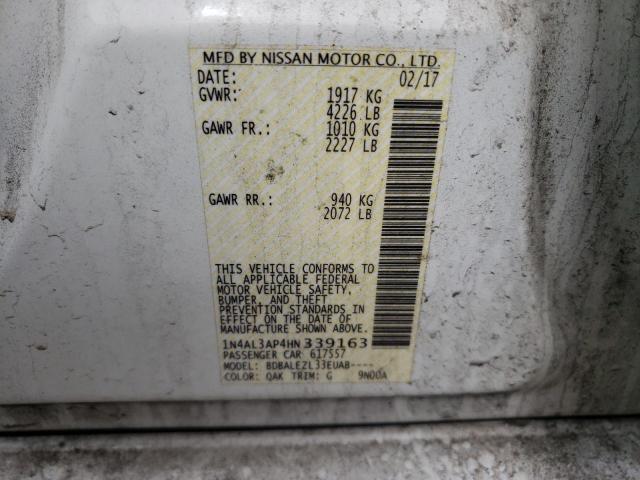 MFD BY NISSAN MOTOR CO., LTD.
DATE: 02/17
GVWR: 1917 KG
4226 LB
GAWR FR.: 1010 KG
2227 LB
GAWR RR.: 940 KG
2072 LB
THIS VEHICLE CONFORMS TO
ALL APPLICABLE FEDERAL
MOTOR VEHICLE SAFETY,
BUMPER, AND THEFT
PREVENTION STANDARDS IN
EFFECT ON THE DATE OF
MANUFACTURE SHOWN ABOVE.
1N4AL3AP4HN 339163
PASSENGER CAR 617557
MODEL: BDBALEZL33EUAB----
COLOR: QAK TRIM: G 9N00A